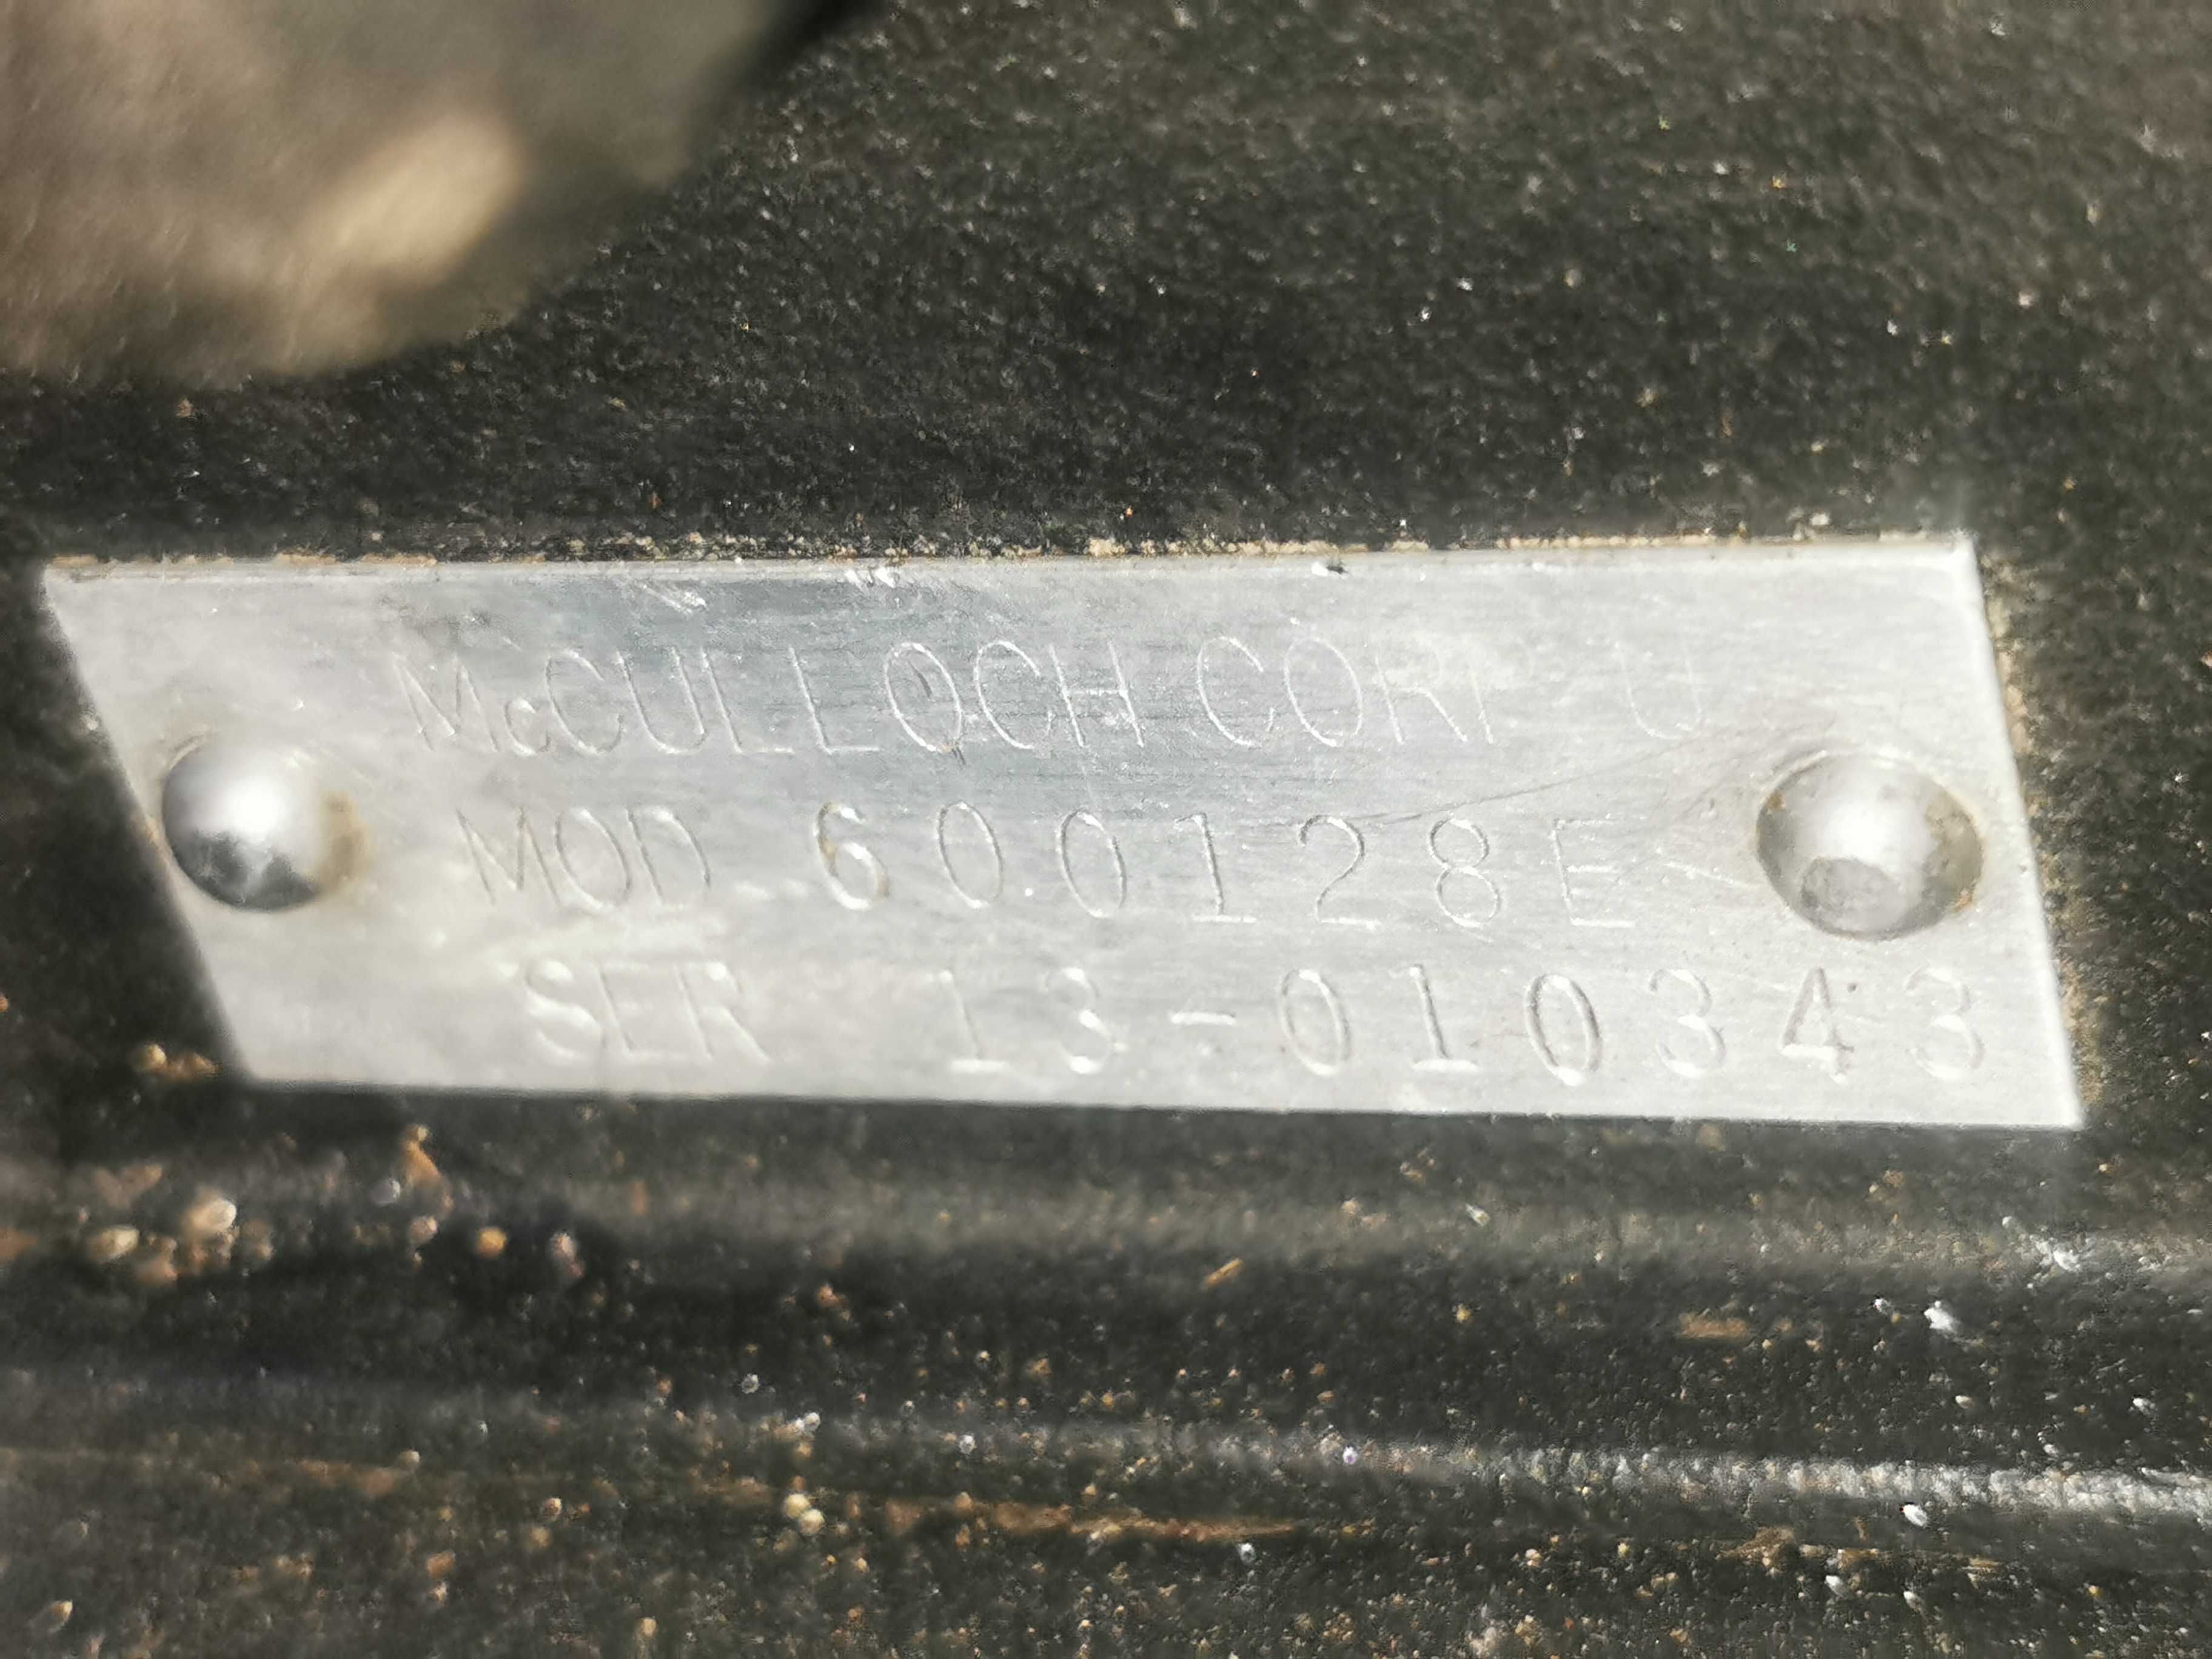 McCULLOCH CORP U
MOD 600128E
SER 13-010343